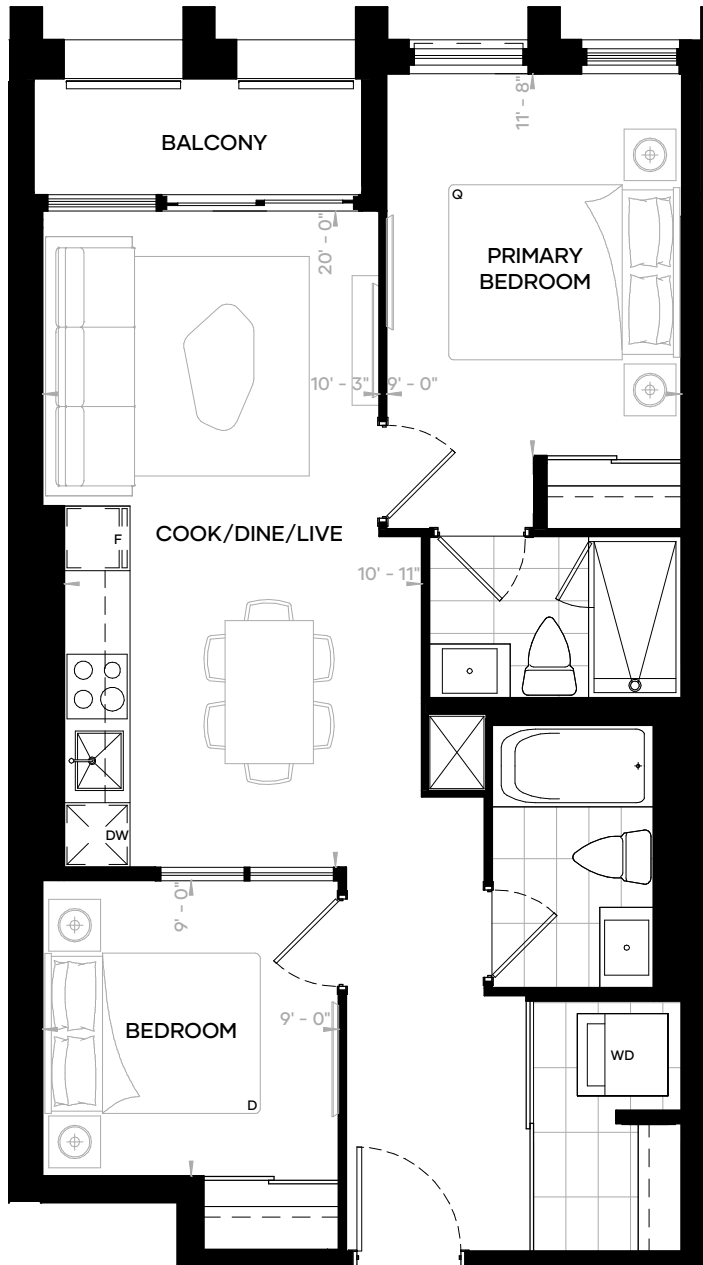 BALCONY
11' - 8"
Q
PRIMARY
BEDROOM
20' - 0"
10' - 3"
9' - 0"
F
COOK/DINE/LIVE
10' - 11"
DW
9' - 0"
BEDROOM
9' - 0"
D
WD